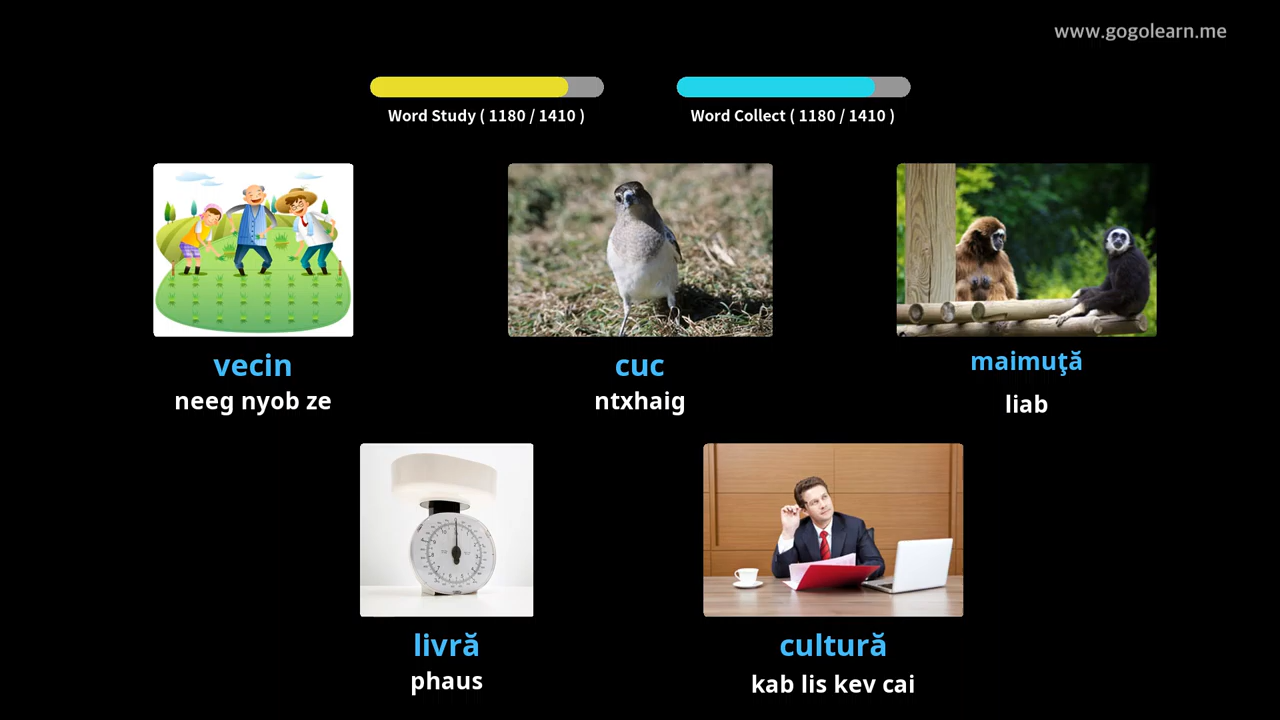 www.gogolearn.me
Word Study ( 1180 / 1410 )
Word Collect ( 1180 / 1410 )
vecin
neeg nyob ze
cuc
ntxhaig
maimuţă
liab
livră
phaus
cultură
kab lis kev cai